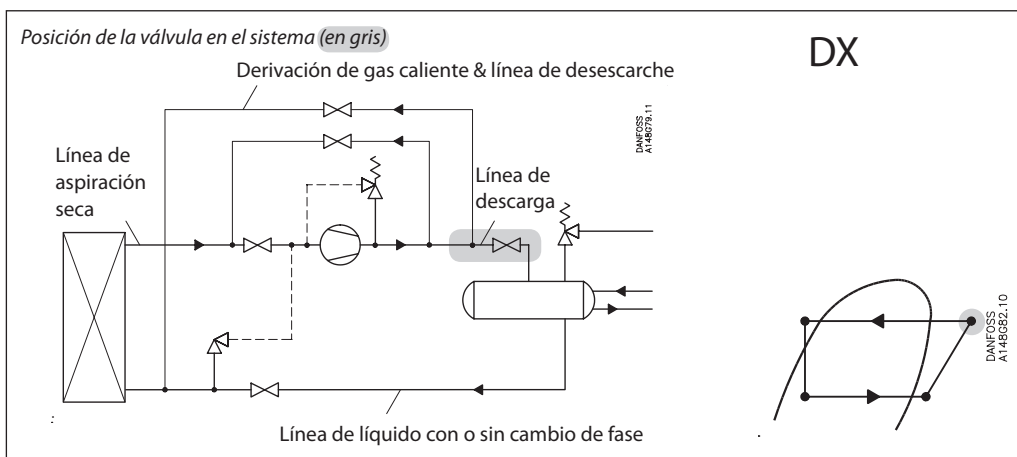 Posición de la válvula en el sistema (en gris)
DX
Derivación de gas caliente & línea de desescarche
DANFOSS
A148G79.11
Línea de
aspiración
seca
Línea de
descarga
DANFOSS
A148G82.10
Línea de líquido con o sin cambio de fase